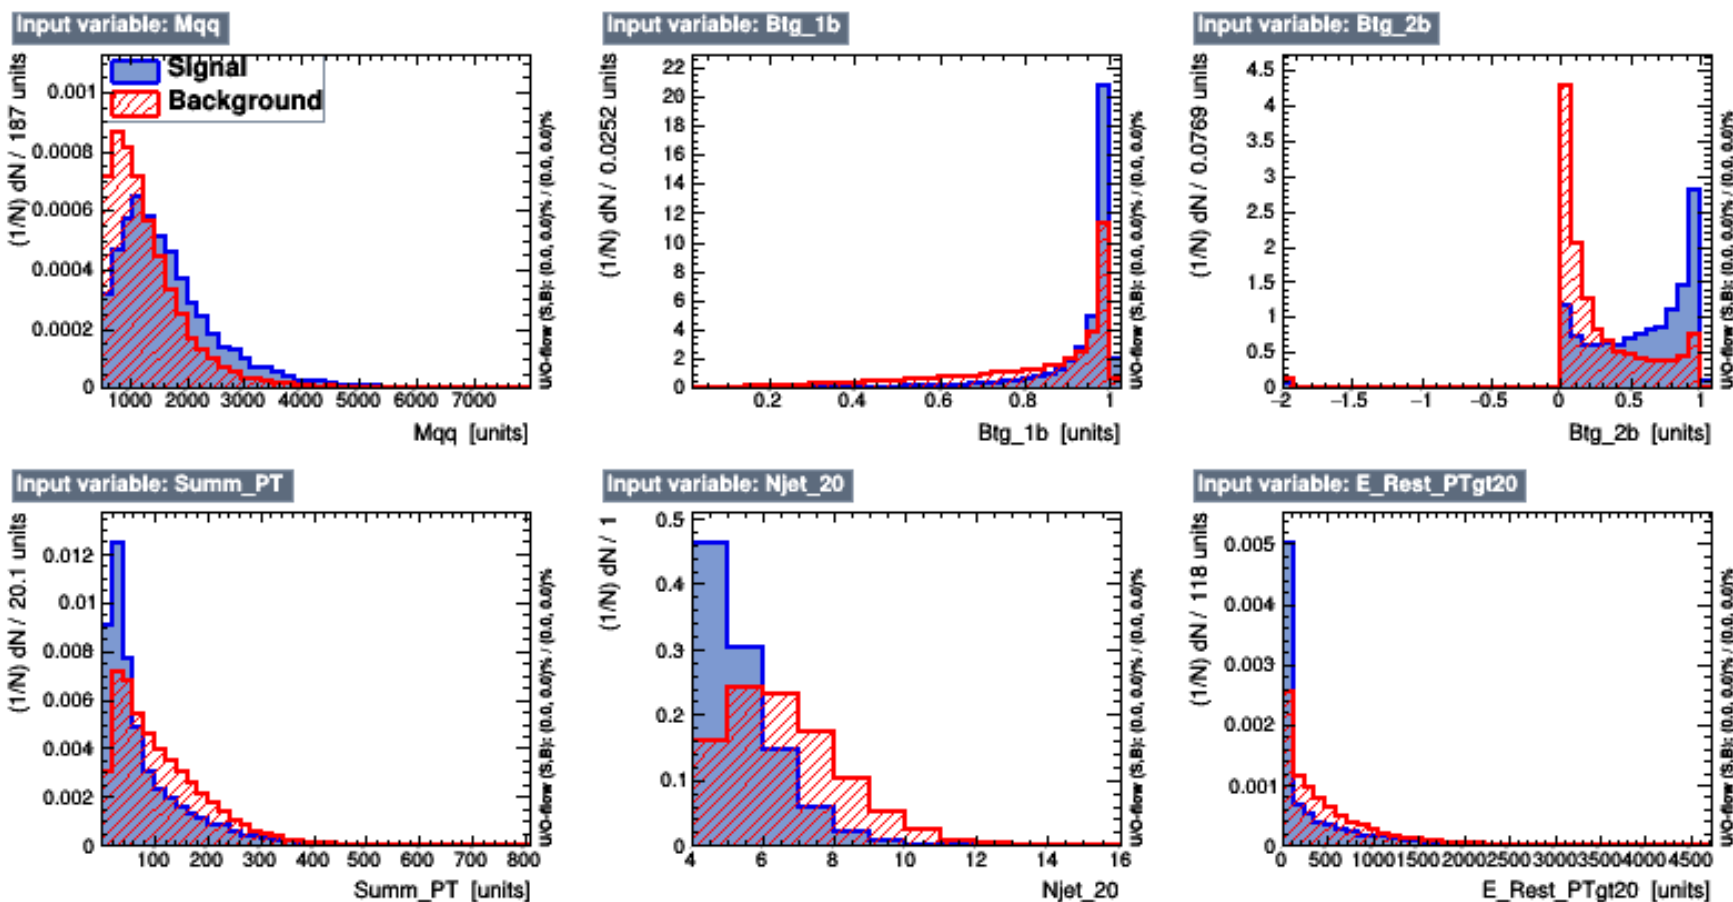 Input variable: Mqq
(1/N) dN / 187 units
0.001
0.0008
0.0006
0.0004
0.0002
0
Signal
Background
1000 2000 3000 4000 5000 6000 7000
Mqq [units]
U/O-flow (S,B): (0.0, 0.0)% / (0.0, 0.0)%
Input variable: Btg_1b
(1/N) dN / 0.0252 units
22
20
18
16
14
12
10
8
6
4
2
0
0.2 0.4 0.6 0.8 1
Btg_1b [units]
U/O-flow (S,B): (0.0, 0.0)% / (0.0, 0.0)%
Input variable: Btg_2b
(1/N) dN / 0.0769 units
4.5
4
3.5
3
2.5
2
1.5
1
0.5
0
−2 −1.5 −1 −0.5 0 0.5 1
Btg_2b [units]
U/O-flow (S,B): (0.0, 0.0)% / (0.0, 0.0)%
Input variable: Summ_PT
(1/N) dN / 20.1 units
0.012
0.01
0.008
0.006
0.004
0.002
0
100 200 300 400 500 600 700 800
Summ_PT [units]
U/O-flow (S,B): (0.0, 0.0)% / (0.0, 0.0)%
Input variable: Njet_20
(1/N) dN / 1
0.5
0.4
0.3
0.2
0.1
0
4 6 8 10 12 14 16
Njet_20
U/O-flow (S,B): (0.0, 0.0)% / (0.0, 0.0)%
Input variable: E_Rest_PTgt20
(1/N) dN / 118 units
0.005
0.004
0.003
0.002
0.001
0
0 500 1000 1500 2000 2500 3000 3500 4000 4500
E_Rest_PTgt20 [units]
U/O-flow (S,B): (0.0, 0.0)% / (0.0, 0.0)%